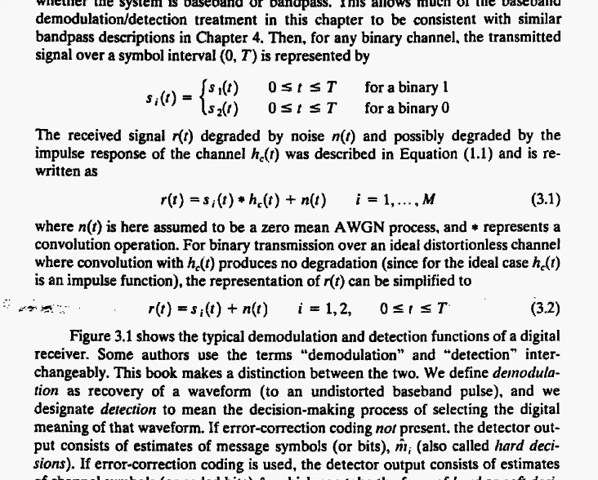 whether the system is baseband or bandpass. This allows much of the baseband
demodulation/detection treatment in this chapter to be consistent with similar
bandpass descriptions in Chapter 4. Then, for any binary channel, the transmitted
signal over a symbol interval (0, T) is represented by
sᵢ(t) = { s₁(t) 0 ≤ t ≤ T for a binary 1
s₂(t) 0 ≤ t ≤ T for a binary 0
The received signal r(t) degraded by noise n(t) and possibly degraded by the
impulse response of the channel h_c(t) was described in Equation (1.1) and is re-
written as
r(t) = sᵢ(t) * h_c(t) + n(t) i = 1, ..., M (3.1)
where n(t) is here assumed to be a zero mean AWGN process, and * represents a
convolution operation. For binary transmission over an ideal distortionless channel
where convolution with h_c(t) produces no degradation (since for the ideal case h_c(t)
is an impulse function), the representation of r(t) can be simplified to
r(t) = sᵢ(t) + n(t) i = 1, 2, 0 ≤ t ≤ T (3.2)
Figure 3.1 shows the typical demodulation and detection functions of a digital
receiver. Some authors use the terms "demodulation" and "detection" inter-
changeably. This book makes a distinction between the two. We define demodula-
tion as recovery of a waveform (to an undistorted baseband pulse), and we
designate detection to mean the decision-making process of selecting the digital
meaning of that waveform. If error-correction coding not present, the detector out-
put consists of estimates of message symbols (or bits), m̂ᵢ (also called hard deci-
sions). If error-correction coding is used, the detector output consists of estimates